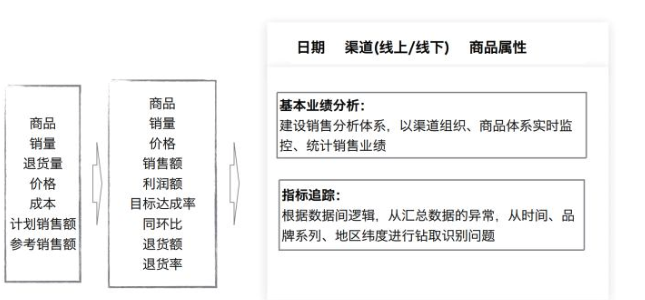 商品
销量
退货量
价格
成本
计划销售额
参考销售额
商品
销量
价格
销售额
利润额
目标达成率
同环比
退货额
退货率
日期 渠道(线上/线下) 商品属性
基本业绩分析：
建设销售分析体系，以渠道组织、商品体系实时监
控、统计销售业绩
指标追踪：
根据数据间逻辑，从汇总数据的异常，从时间、品
牌系列、地区纬度进行钻取识别问题